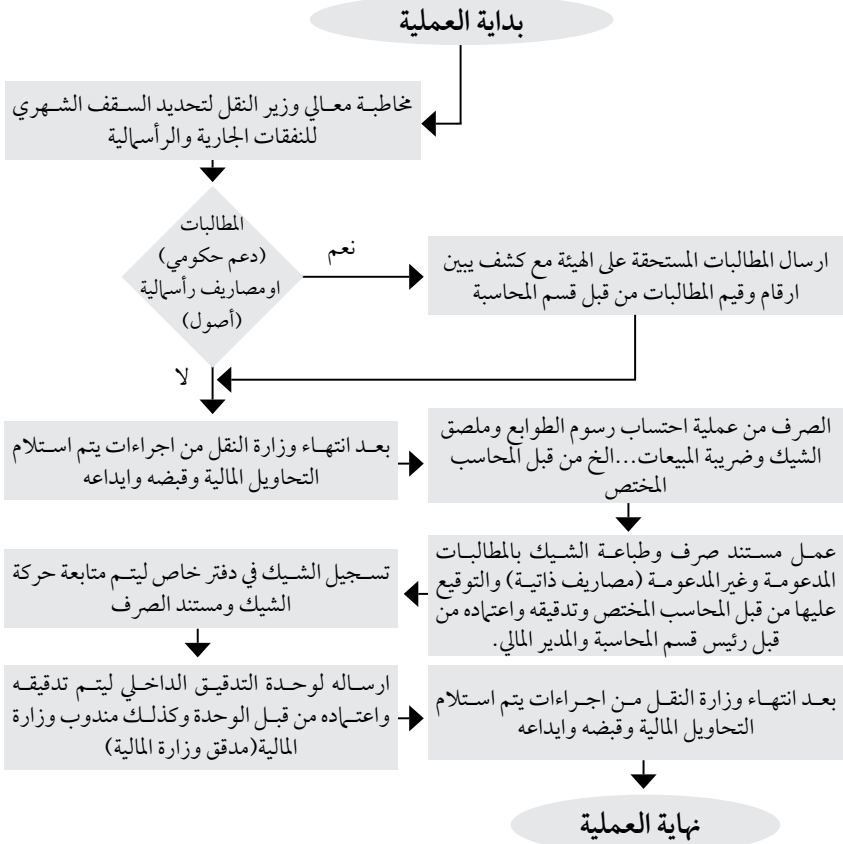 بداية العملية
مخاطبة معالي وزير النقل لتحديد السقف الشهري
للنفقات الجارية والرأسمالية
المطالبات
(دعم حكومي)
اومصاريف رأسمالية
(أصول)
نعم
ارسال المطالبات المستحقة على الهيئة مع كشف يبين
ارقام وقيم المطالبات من قبل قسم المحاسبة
لا
بعد انتهاء وزارة النقل من اجراءات يتم استلام
التحاويل المالية وقبضه وايداعه
الصرف من عملية احتساب رسوم الطوابع وملصق
الشيك وضريبة المبيعات...الخ من قبل المحاسب
المختص
عمل مستند صرف وطباعة الشيك بالمطالبات
المدعومة وغير المدعومة (مصاريف ذاتية) والتوقيع
عليها من قبل المحاسب المختص وتدقيقه واعتماده من
قبل رئيس قسم المحاسبة والمدير المالي.
تسجيل الشيك في دفتر خاص ليتم متابعة حركة
الشيك ومستند الصرف
ارساله لوحدة التدقيق الداخلي ليتم تدقيقه
واعتماده من قبل الوحدة وكذلك مندوب وزارة
المالية(مدقق وزارة المالية)
بعد انتهاء وزارة النقل من اجراءات يتم استلام
التحاويل المالية وقبضه وايداعه
نهاية العملية